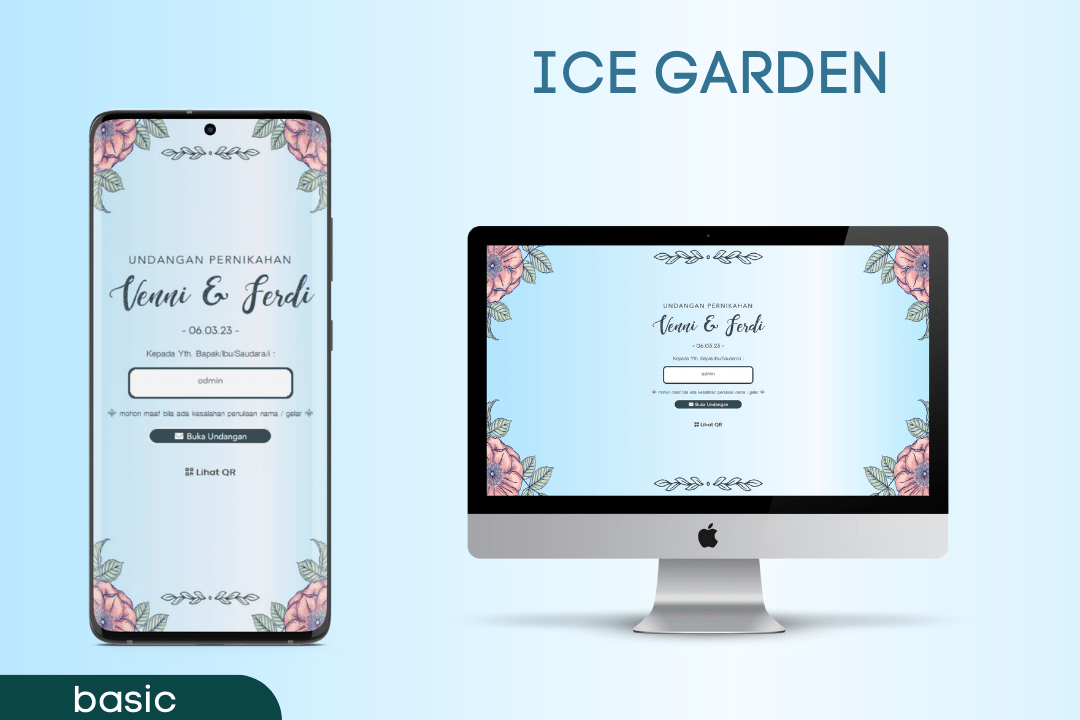 ICE GARDEN
UNDANGAN PERNIKAHAN
Venni & Ferdi
- 06.03.23 -
Kepada Yth. Bapak/Ibu/Saudara/i :
admin
mohon maaf bila ada kesalahan penulisan nama / gelar
Buka Undangan
Lihat QR
UNDANGAN PERNIKAHAN
Venni & Ferdi
- 06.03.23 -
Kepada Yth. Bapak/Ibu/Saudara/i :
admin
mohon maaf bila ada kesalahan penulisan nama / gelar
Buka Undangan
Lihat QR
basic